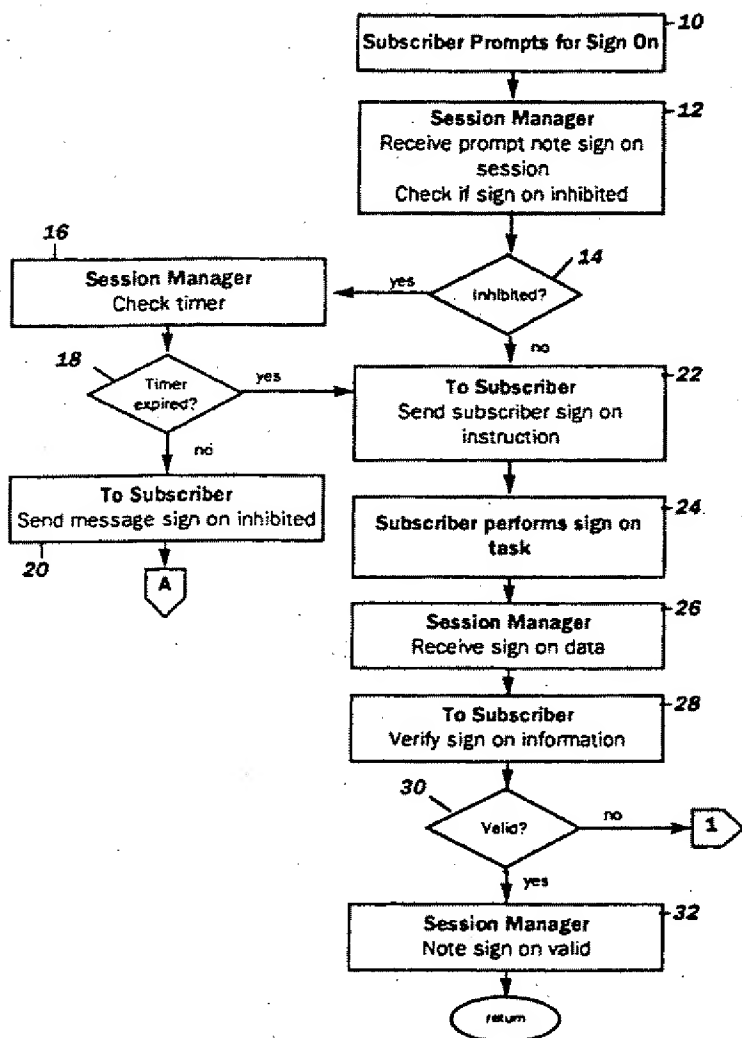 10
Subscriber Prompts for Sign On
12
Session Manager
Receive prompt note sign on
session
Check if sign on inhibited
14
Inhibited?
yes
no
16
Session Manager
Check timer
18
Timer
expired?
yes
no
20
To Subscriber
Send message sign on inhibited
A
22
To Subscriber
Send subscriber sign on
instruction
24
Subscriber performs sign on
task
26
Session Manager
Receive sign on data
28
To Subscriber
Verify sign on information
30
Valid?
no
1
yes
32
Session Manager
Note sign on valid
return